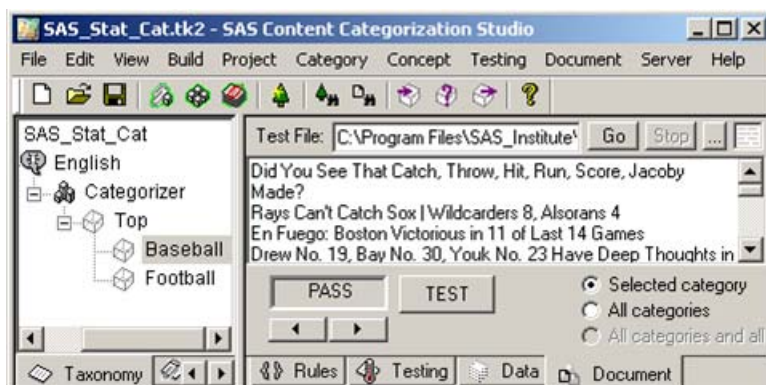 SAS_Stat_Cat.tk2 - SAS Content Categorization Studio
File Edit View Build Project Category Concept Testing Document Server Help
SAS_Stat_Cat
English
Categorizer
Top
Baseball
Football
Taxonomy
Test File: C:\Program Files\SAS_Institute\ Go Stop ...
Did You See That Catch, Throw, Hit, Run, Score, Jacoby
Made?
Rays Can't Catch Sox | Wildcarders 8, Alsorans 4
En Fuego: Boston Victorious in 11 of Last 14 Games
Drew No. 19, Bay No. 30, Youk No. 23 Have Deep Thoughts in
PASS TEST
Selected category
All categories
All categories and all
Rules Testing Data Document